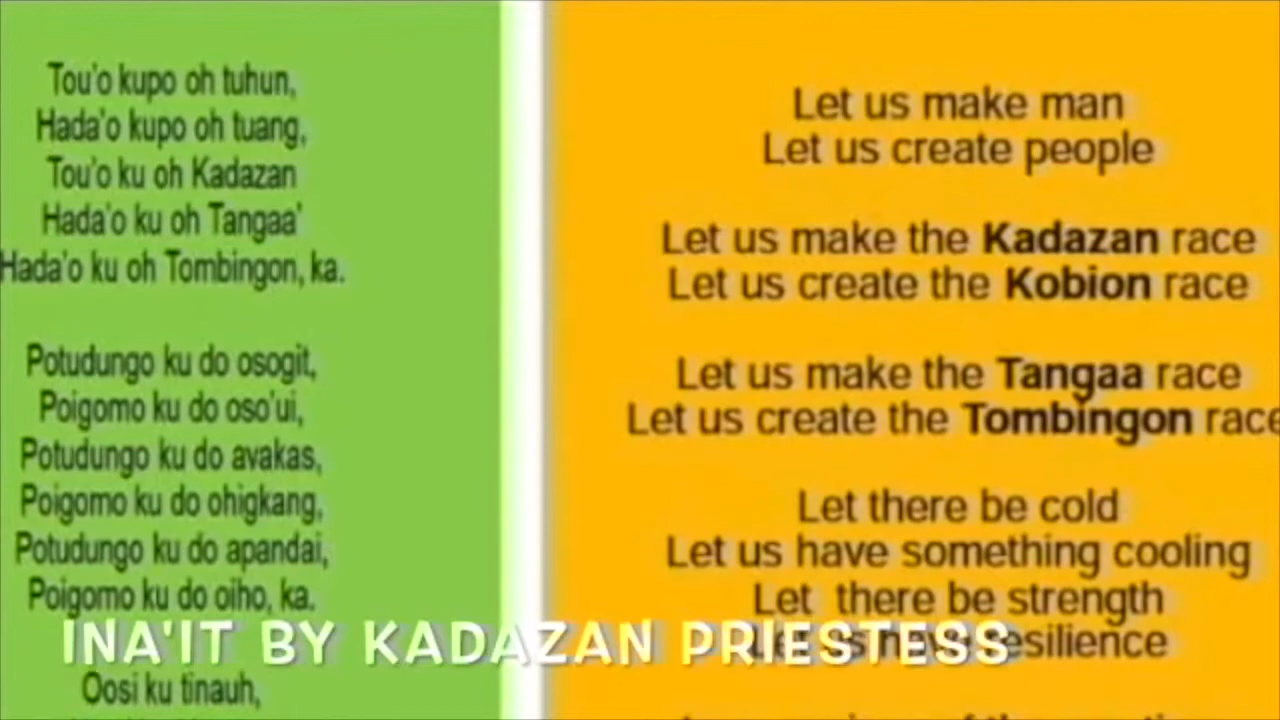 Tou'o kupo oh tuhun,
Hada'o kupo oh tuang,
Tou'o ku oh Kadazan
Hada'o ku oh Tangaa'
Hada'o ku oh Tombingon, ka.
Potudungo ku do osogit,
Poigomo ku do oso'ui,
Potudungo ku do avakas,
Poigomo ku do ohigkang,
Potudungo ku do apandai,
Poigomo ku do oiho, ka.
Oosi ku tinauh,
Let us make man
Let us create people
Let us make the Kadazan race
Let us create the Kobion race
Let us make the Tangaa race
Let us create the Tombingon race
Let there be cold
Let us have something cooling
Let there be strength
Let us have resilience
INA'IT BY KADAZAN PRIESTESS